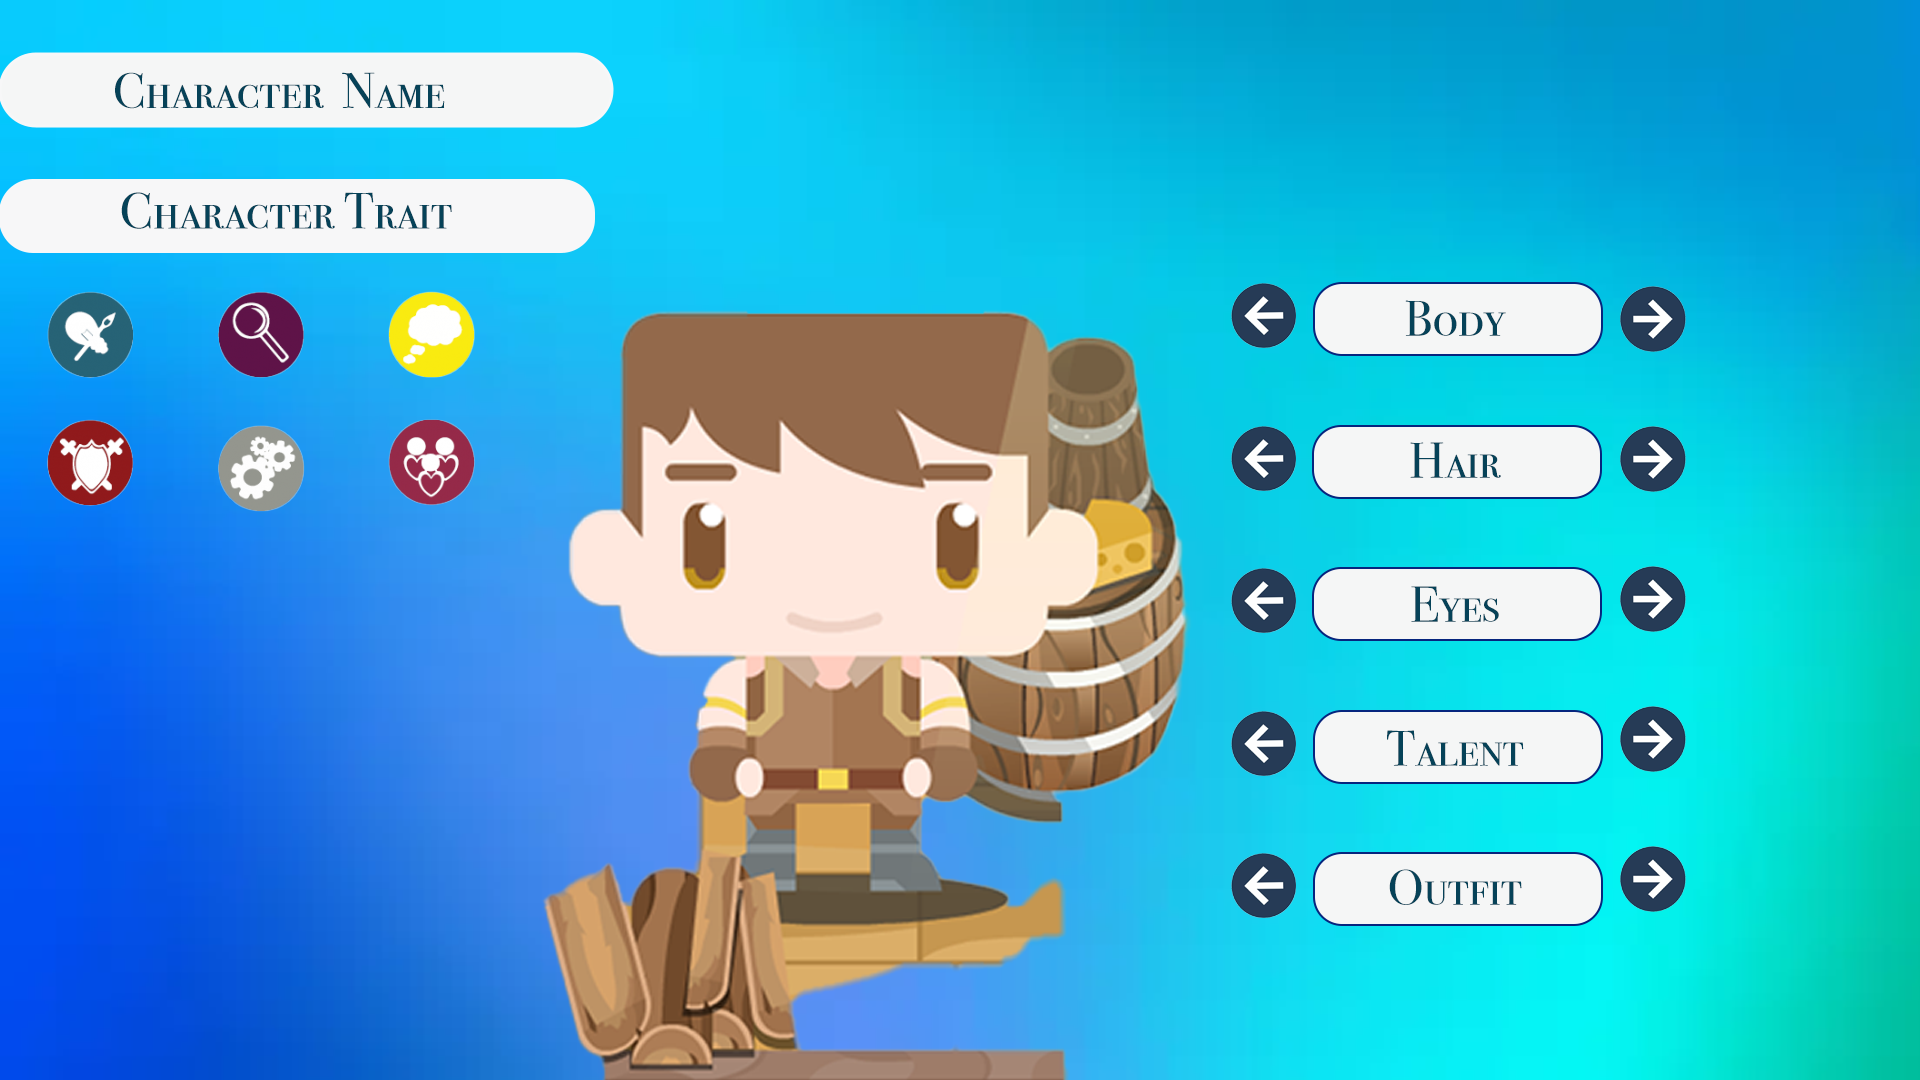 Character Name
Character Trait
Body
Hair
Eyes
Talent
Outfit